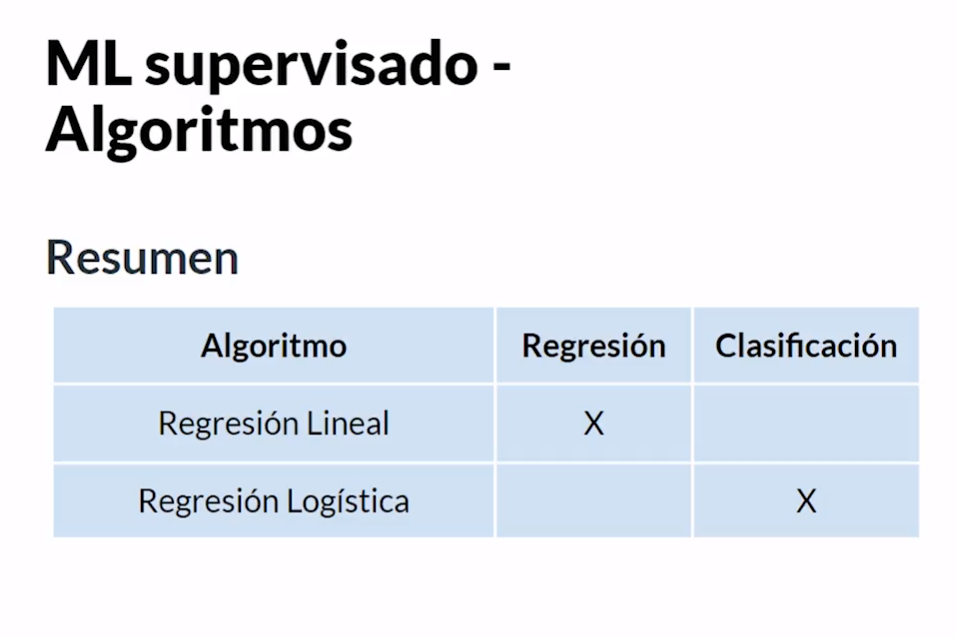 ML supervisado -
Algoritmos
Resumen
Algoritmo Regresión Clasificación
Regresión Lineal X
Regresión Logística X